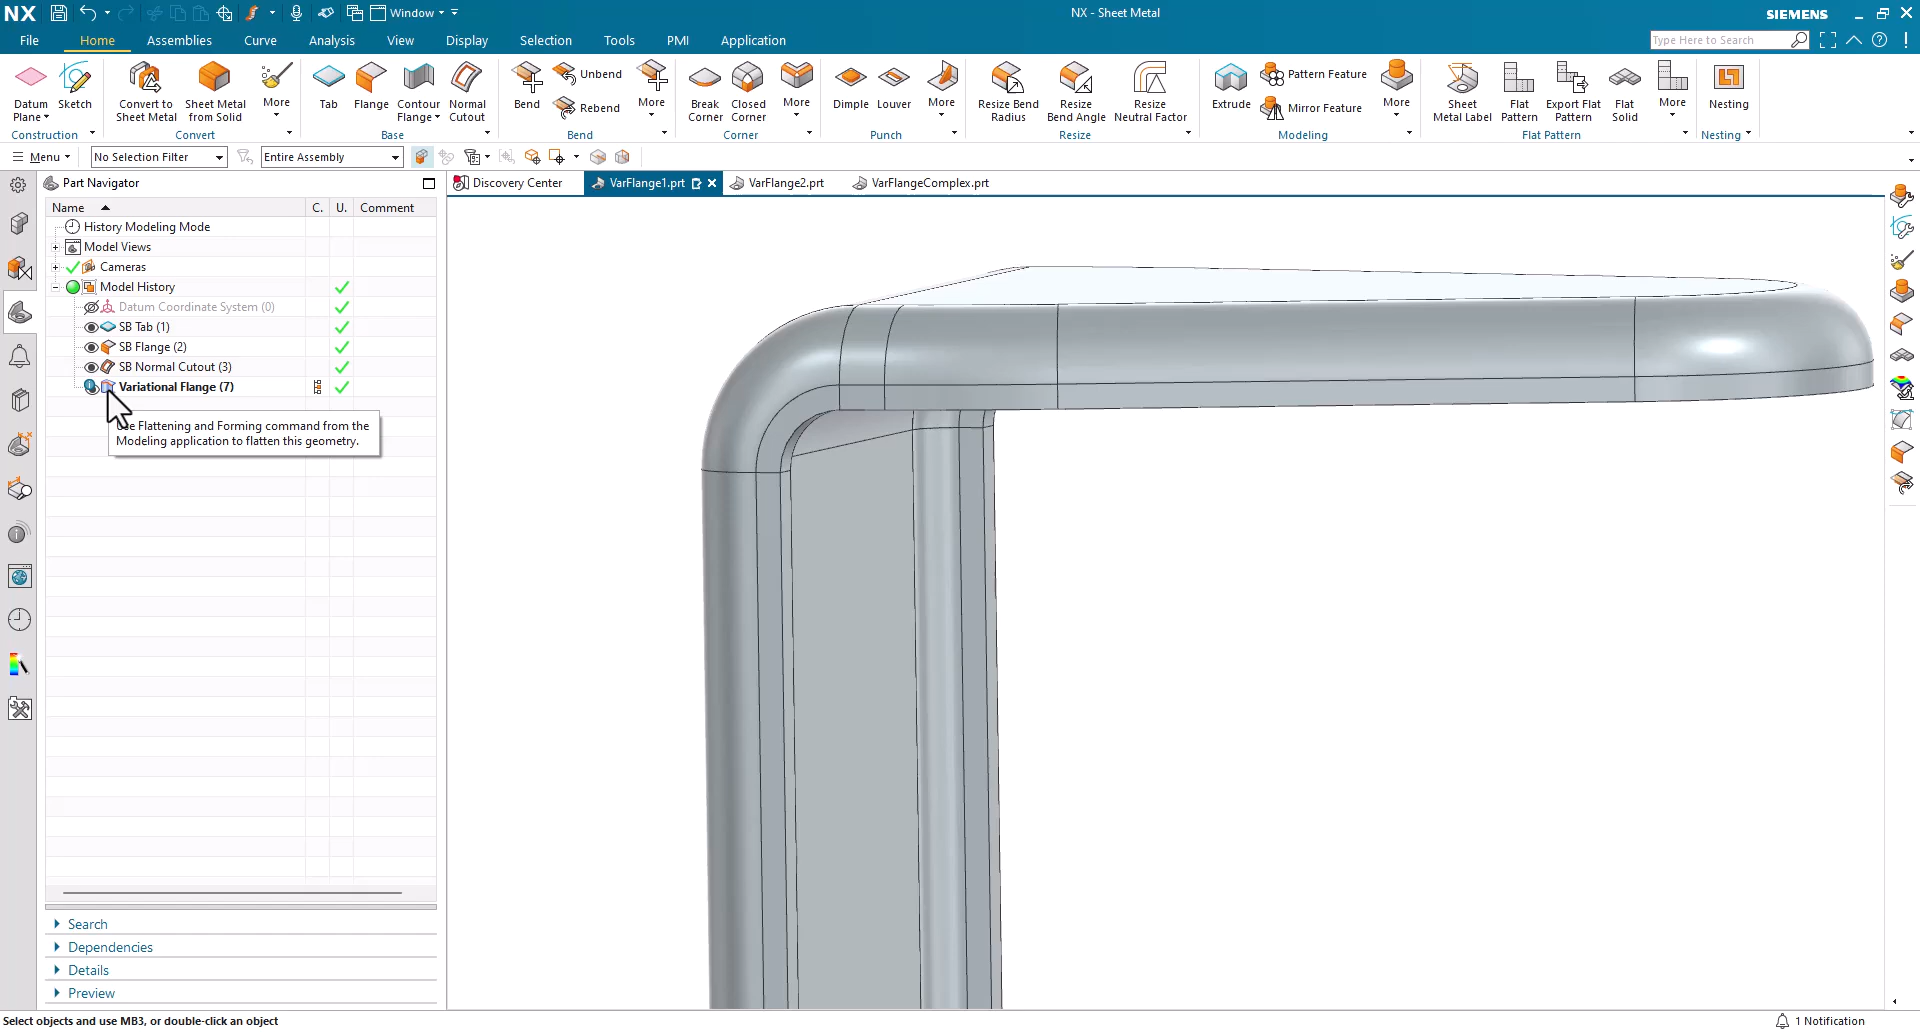 NX
Window
NX - Sheet Metal
SIEMENS
File
Home
Assemblies
Curve
Analysis
View
Display
Selection
Tools
PMI
Application
Type Here to Search
Datum
Plane
Sketch
Convert to
Sheet Metal
Sheet Metal
from Solid
More
Tab
Flange
Contour
Flange
Normal
Cutout
Bend
Unbend
Rebend
More
Break
Corner
Closed
Corner
More
Dimple
Louver
More
Resize Bend
Radius
Resize
Bend Angle
Resize
Neutral Factor
Extrude
Pattern Feature
Mirror Feature
More
Sheet
Metal Label
Flat
Pattern
Export Flat
Pattern
Flat
Solid
More
Nesting
Construction
Convert
Base
Bend
Corner
Punch
Resize
Modeling
Flat Pattern
Nesting
Menu
No Selection Filter
Entire Assembly
Part Navigator
Discovery Center
VarFlange1.prt
VarFlange2.prt
VarFlangeComplex.prt
Name
C.
U.
Comment
History Modeling Mode
Model Views
Cameras
Model History
Datum Coordinate System (0)
SB Tab (1)
SB Flange (2)
SB Normal Cutout (3)
Variational Flange (7)
Flattening and Forming command from the
Modeling application to flatten this geometry.
Search
Dependencies
Details
Preview
Select objects and use MB3, or double-click an object
1 Notification